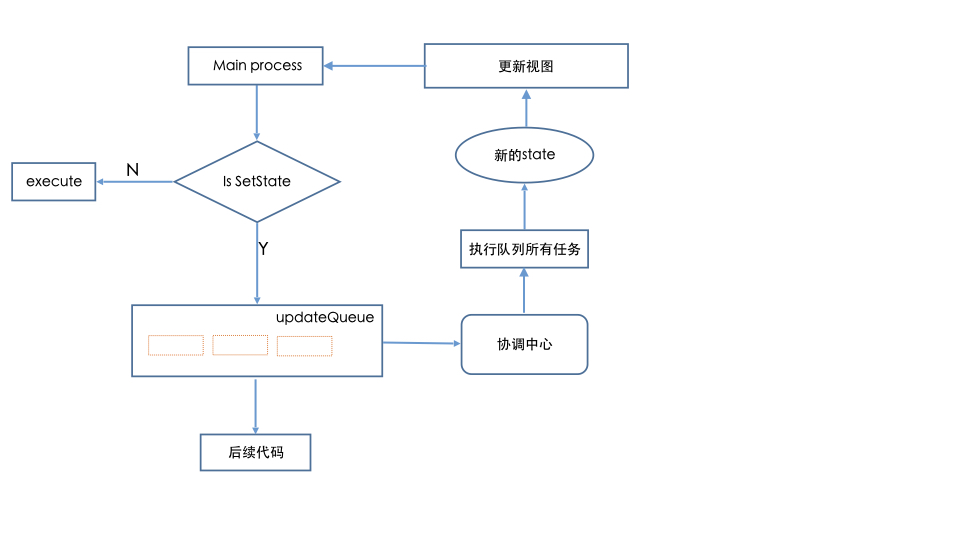 Main process
更新视图
新的state
N
execute
Is SetState
Y
执行队列所有任务
updateQueue
协调中心
后续代码